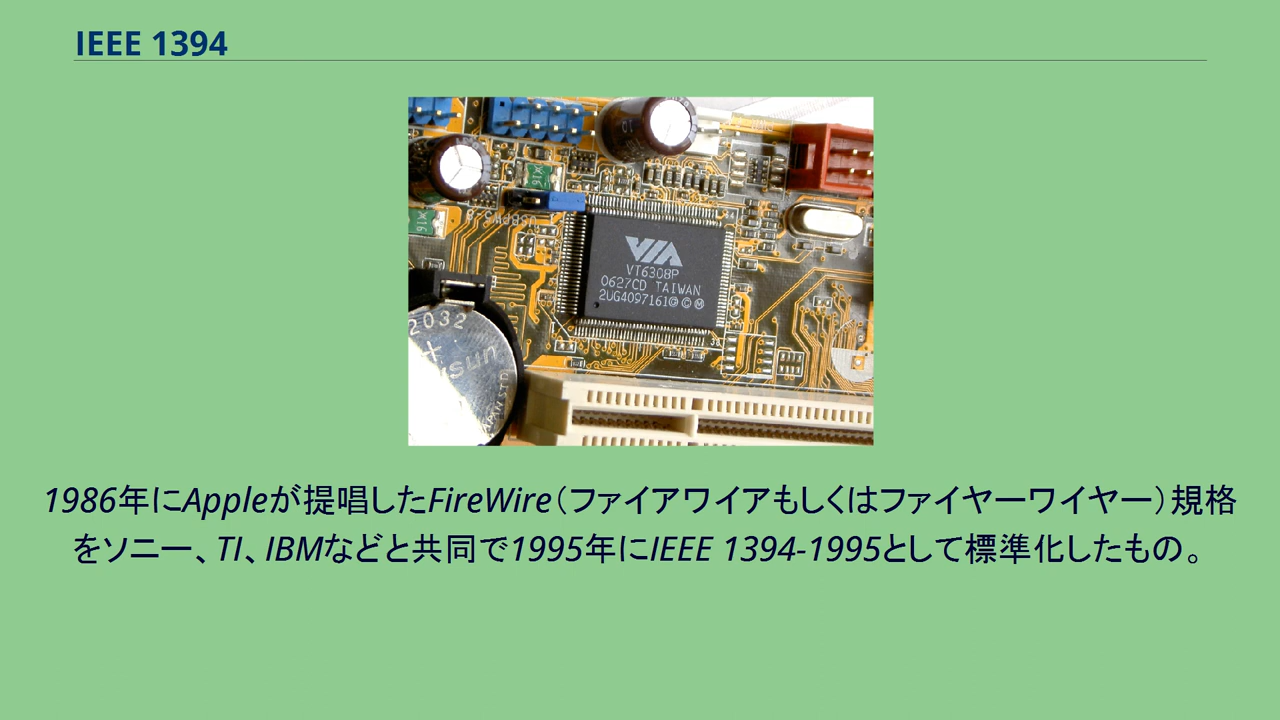 IEEE 1394
VIA
VT6308P
0627CD TAIWAN
2UG4097161
2032
1986年にAppleが提唱したFireWire（ファイアワイアもしくはファイヤーワイヤー）規格
をソニー、TI、IBMなどと共同で1995年にIEEE 1394-1995として標準化したもの。